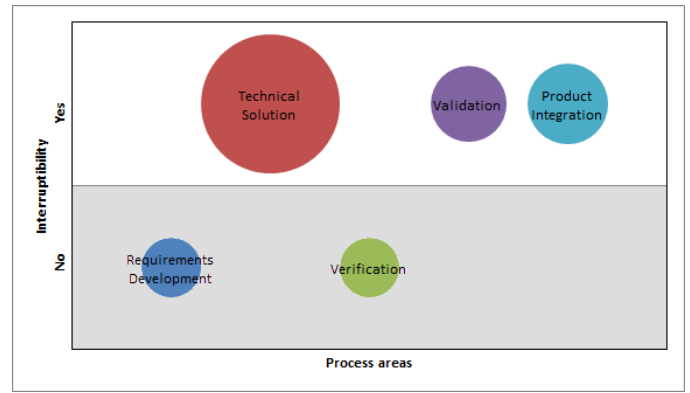 Interruptibility
Yes
No
Technical
Solution
Validation
Product
Integration
Requirements
Development
Verification
Process areas